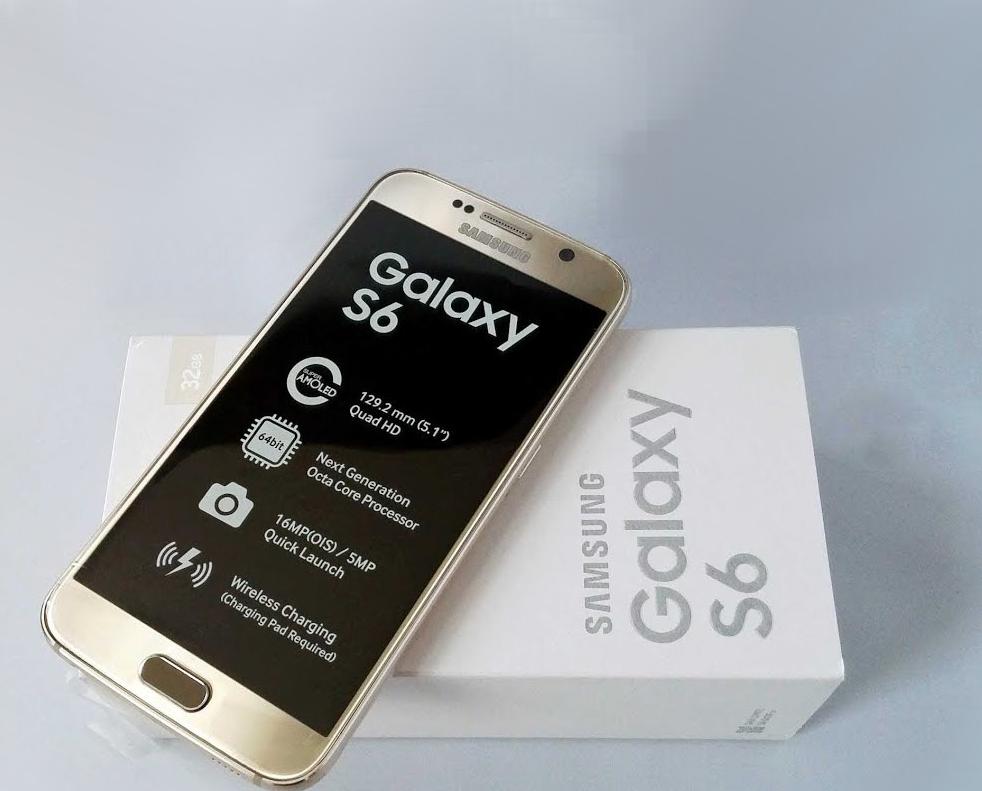 SAMSUNG
Galaxy
S6
SUPER
AMOLED
129.2 mm (5.1")
Quad HD
64bit
Next Generation
Octa Core Processor
16MP(OIS) / 5MP
Quick Launch
Wireless Charging
(Charging Pad Required)
32GB
SAMSUNG
Galaxy
S6